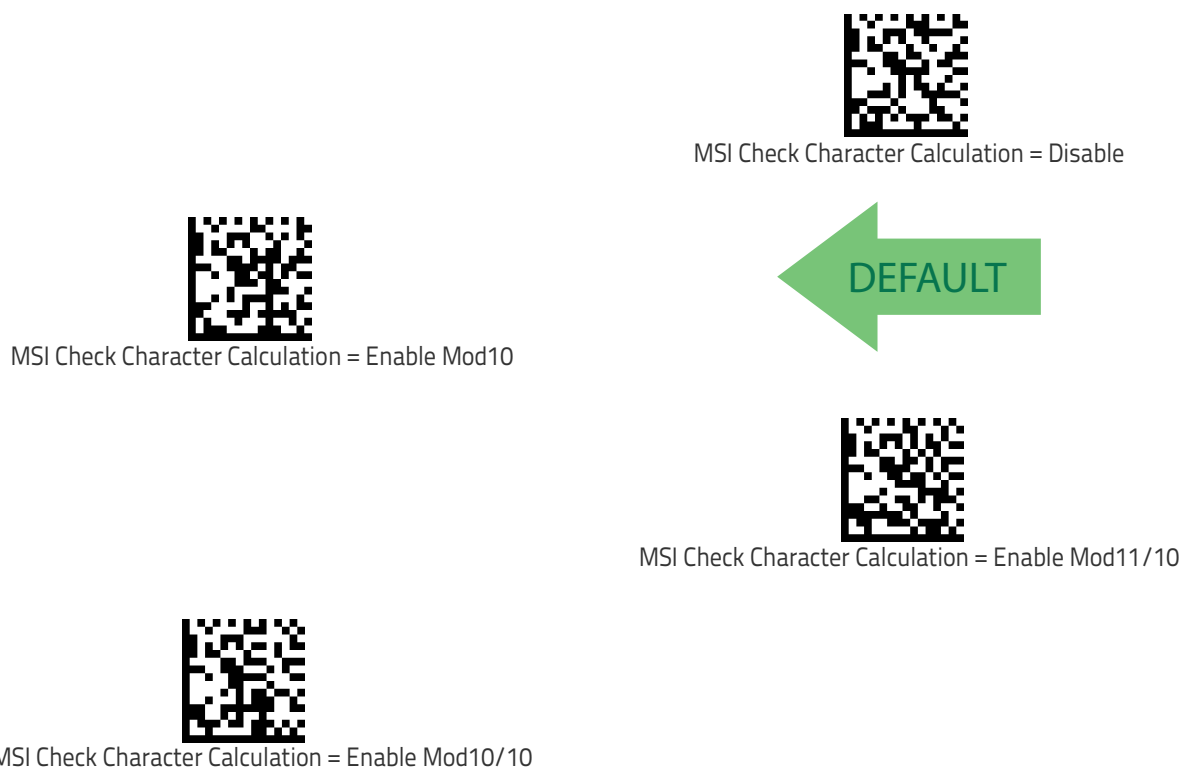 MSI Check Character Calculation = Disable
DEFAULT
MSI Check Character Calculation = Enable Mod10
MSI Check Character Calculation = Enable Mod11/10
MSI Check Character Calculation = Enable Mod10/10